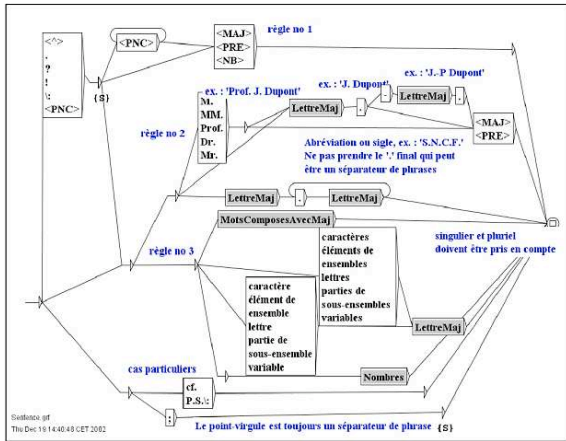 <^>
.
?
!
\:
<PNC>
{S}
<PNC>
<MAJ>
<PRE>
<NB>
règle no 1
ex. : 'Prof. J. Dupont'
ex. : 'J. Dupont'
ex. : 'J.-P Dupont'
règle no 2
M.
MM.
Prof.
Dr.
Mr.
LettreMaj
.
-
LettreMaj
.
<MAJ>
<PRE>
Abréviation ou sigle, ex. : 'S.N.C.F.'
Ne pas prendre le '.' final qui peut
être un séparateur de phrases
LettreMaj
.
LettreMaj
règle no 3
MotsComposesAvecMaj
singulier et pluriel
doivent être pris en compte
caractères
éléments de
ensembles
lettres
parties de
sous-ensembles
variables
caractère
élément de
ensemble
lettre
partie de
sous-ensemble
variable
LettreMaj
Nombres
cas particuliers
cf.
P.S.\:
;
Le point-virgule est toujours un séparateur de phrase {S}
Sentence.grf
Thu Dec 19 14:40:48 CET 2002